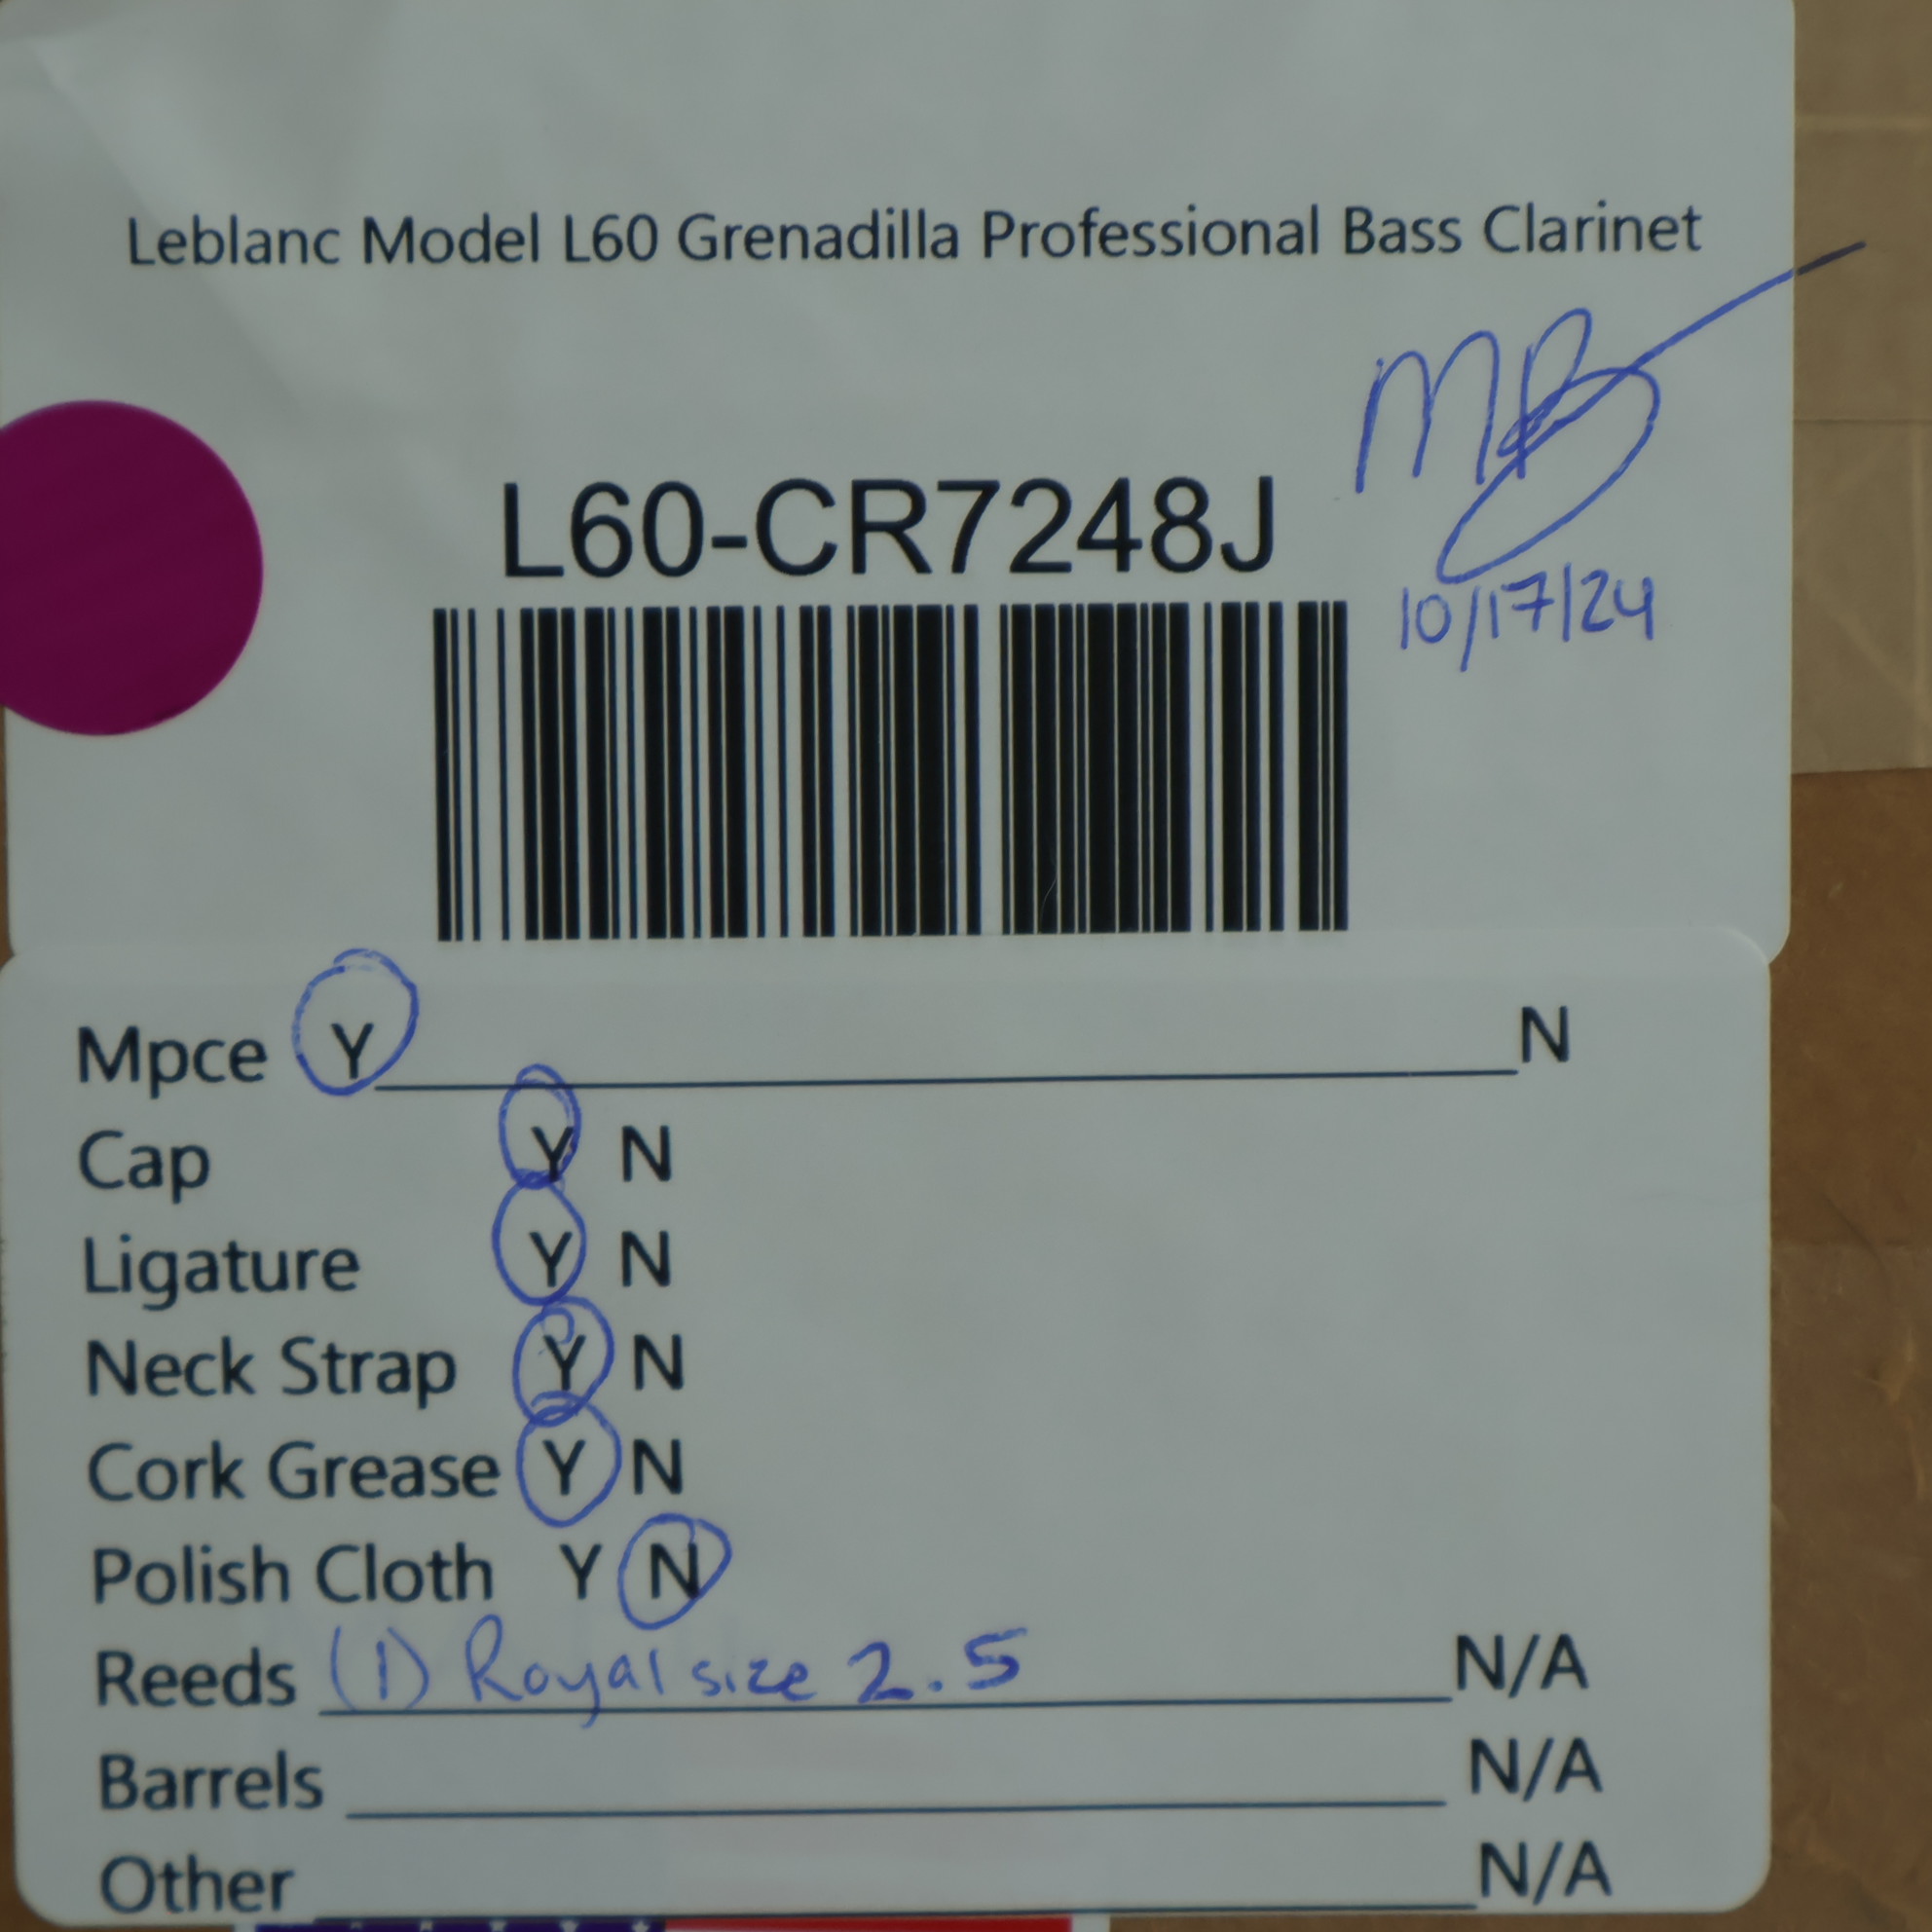 Leblanc Model L60 Grenadilla Professional Bass Clarinet
MB
L60-CR7248J
10/17/24
Mpce Y N
Cap Y N
Ligature Y N
Neck Strap Y N
Cork Grease Y N
Polish Cloth Y N
Reeds (1) Royal size 2.5 N/A
Barrels N/A
Other N/A